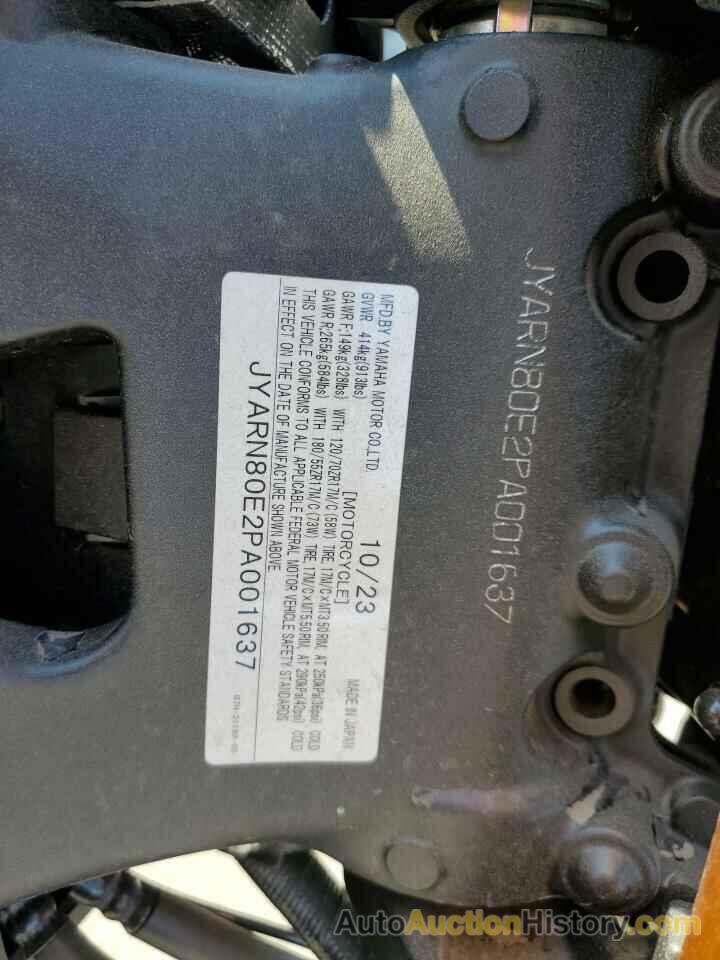 MFD.BY YAMAHA MOTOR CO.,LTD. 10/23 MADE IN JAPAN
GVWR 414kg(913lbs) [MOTORCYCLE]
GAWR F;149kg(328lbs) WITH 120/70ZR17M/C (58W) TIRE, 17M/C×MT3.50 RIM, AT 250kPa(36psi) COLD
GAWR R;265kg(584lbs) WITH 180/55ZR17M/C (73W) TIRE, 17M/C×MT5.50 RIM, AT 290kPa(42psi) COLD
THIS VEHICLE CONFORMS TO ALL APPLICABLE FEDERAL MOTOR VEHICLE SAFETY STANDARDS
IN EFFECT ON THE DATE OF MANUFACTURE SHOWN ABOVE.
JYARN80E2PA001637
JYARN80E2PA001637
AutoAuctionHistory.com